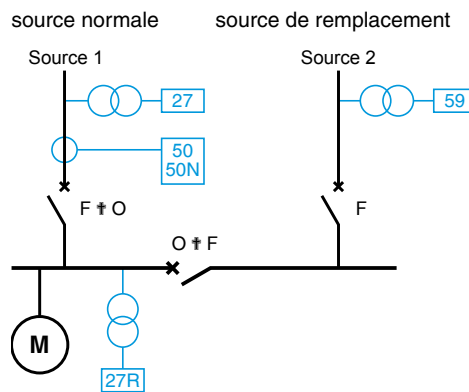 source normale
source de remplacement
Source 1
Source 2
27
59
50
50N
F ✝ O
F
O ✝ F
M
27R